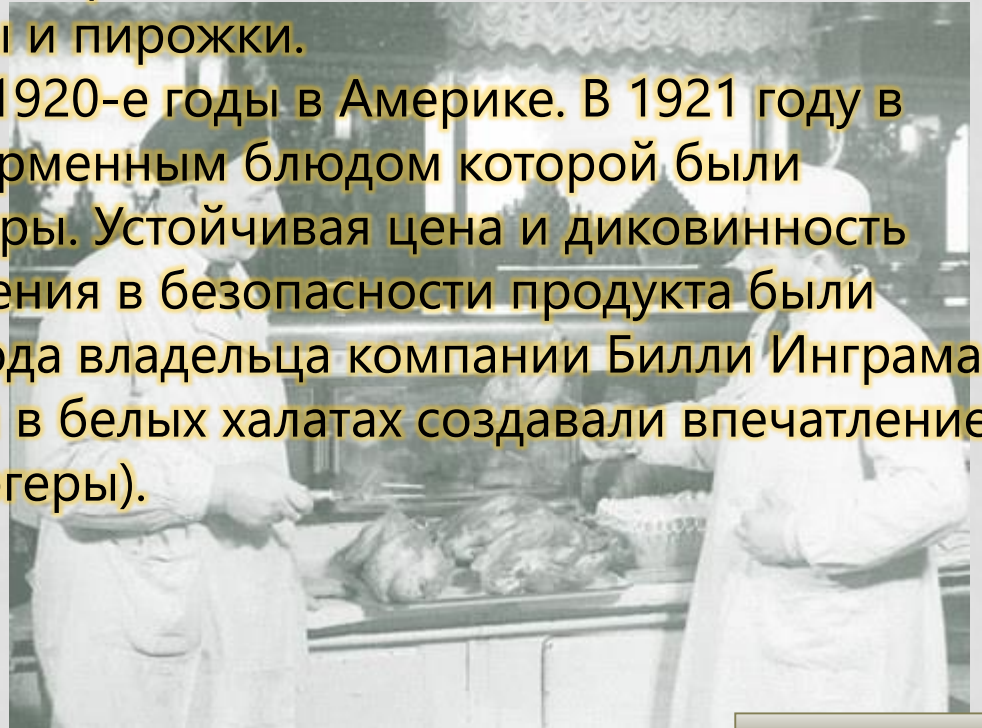 и пирожки.
1920-е годы в Америке. В 1921 году в
рменным блюдом которой были
ры. Устойчивая цена и диковинность
ения в безопасности продукта были
ода владельца компании Билли Инграма
в белых халатах создавали впечатление
геры).